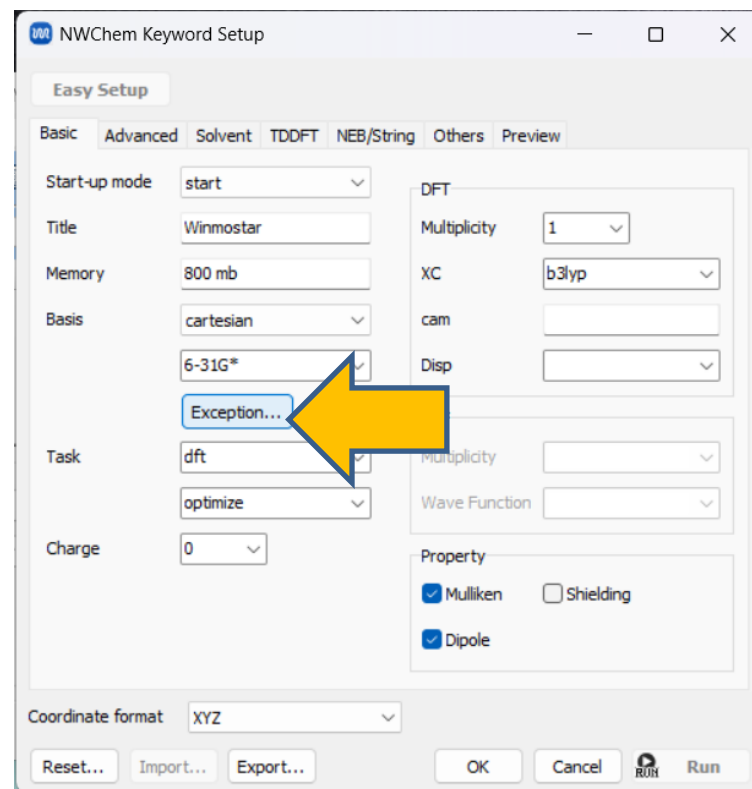 NWChem Keyword Setup
Easy Setup
Basic Advanced Solvent TDDFT NEB/String Others Preview
Start-up mode start
Title Winmostar
Memory 800 mb
Basis cartesian
6-31G*
Exception...
Task dft
optimize
Charge 0
DFT
Multiplicity 1
XC b3lyp
cam
Disp
Multiplicity
Wave Function
Property
Mulliken Shielding
Dipole
Coordinate format XYZ
Reset... Import... Export... OK Cancel RUN Run